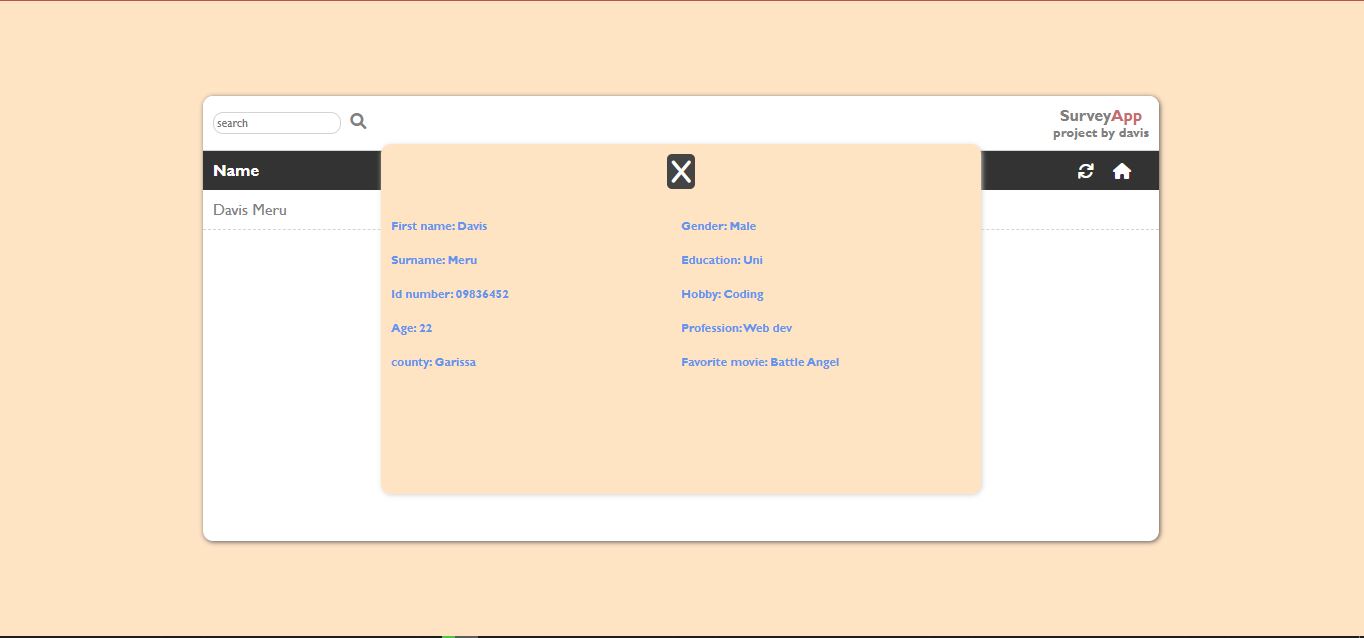 search
SurveyApp
project by davis
Name
X
Davis Meru
First name: Davis
Gender: Male
Surname: Meru
Education: Uni
Id number: 09836452
Hobby: Coding
Age: 22
Profession: Web dev
county: Garissa
Favorite movie: Battle Angel